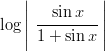 log | sin x / (1 + sin x) |